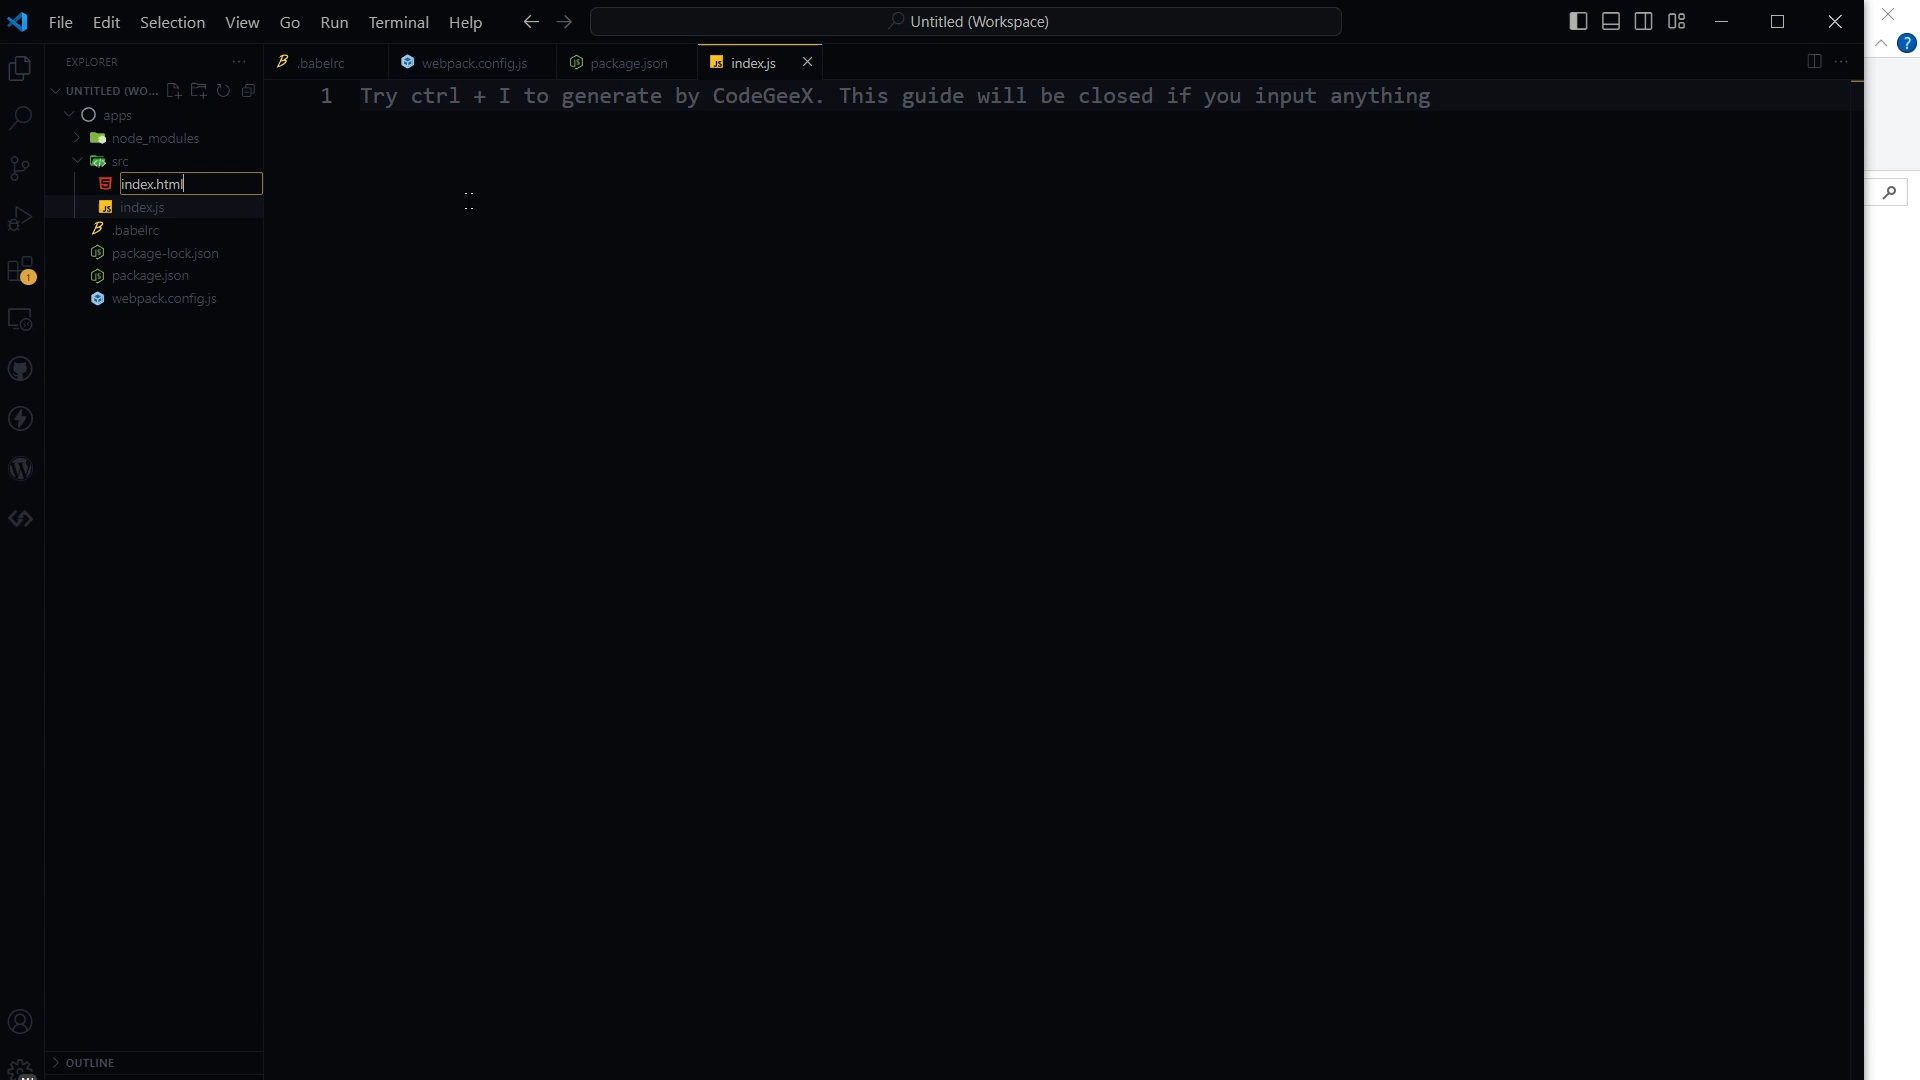 File Edit Selection View Go Run Terminal Help
Untitled (Workspace)
EXPLORER
.babelrc
webpack.config.js
package.json
index.js
UNTITLED (WO...
1 Try ctrl + I to generate by CodeGeeX. This guide will be closed if you input anything
apps
node_modules
src
index.html
index.js
.babelrc
package-lock.json
package.json
webpack.config.js
1
OUTLINE
?